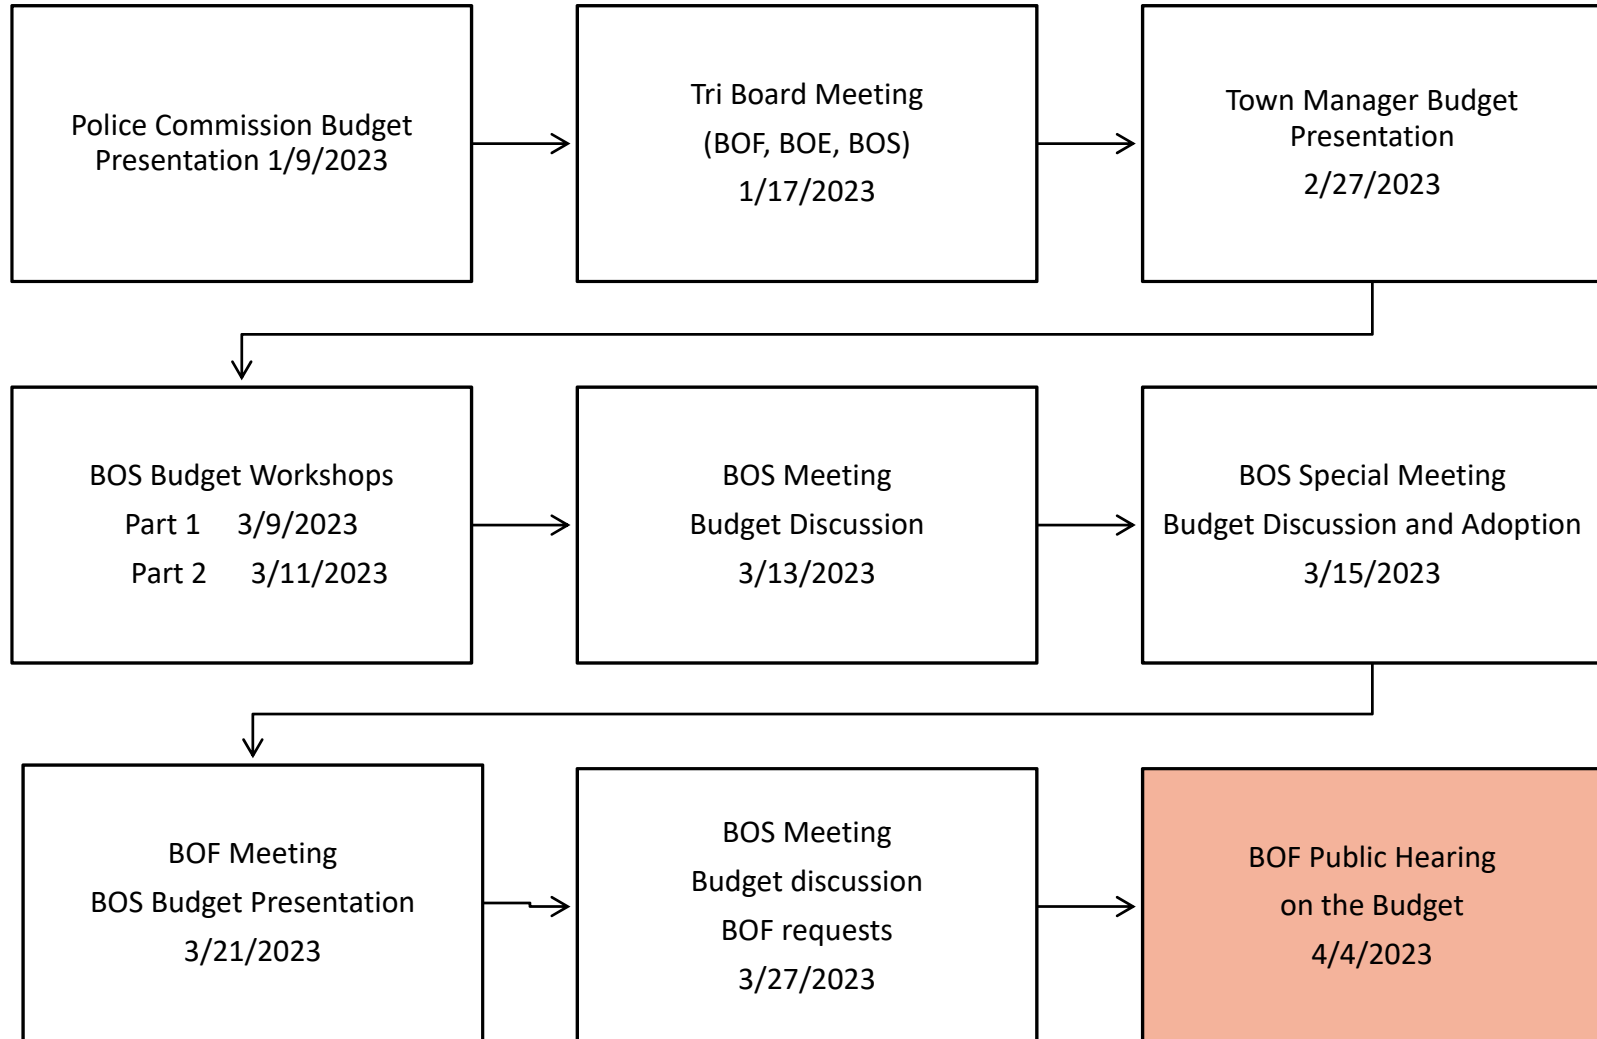 Police Commission Budget
Presentation 1/9/2023
Tri Board Meeting
(BOF, BOE, BOS)
1/17/2023
Town Manager Budget
Presentation
2/27/2023
BOS Budget Workshops
Part 1 3/9/2023
Part 2 3/11/2023
BOS Meeting
Budget Discussion
3/13/2023
BOS Special Meeting
Budget Discussion and Adoption
3/15/2023
BOF Meeting
BOS Budget Presentation
3/21/2023
BOS Meeting
Budget discussion
BOF requests
3/27/2023
BOF Public Hearing
on the Budget
4/4/2023